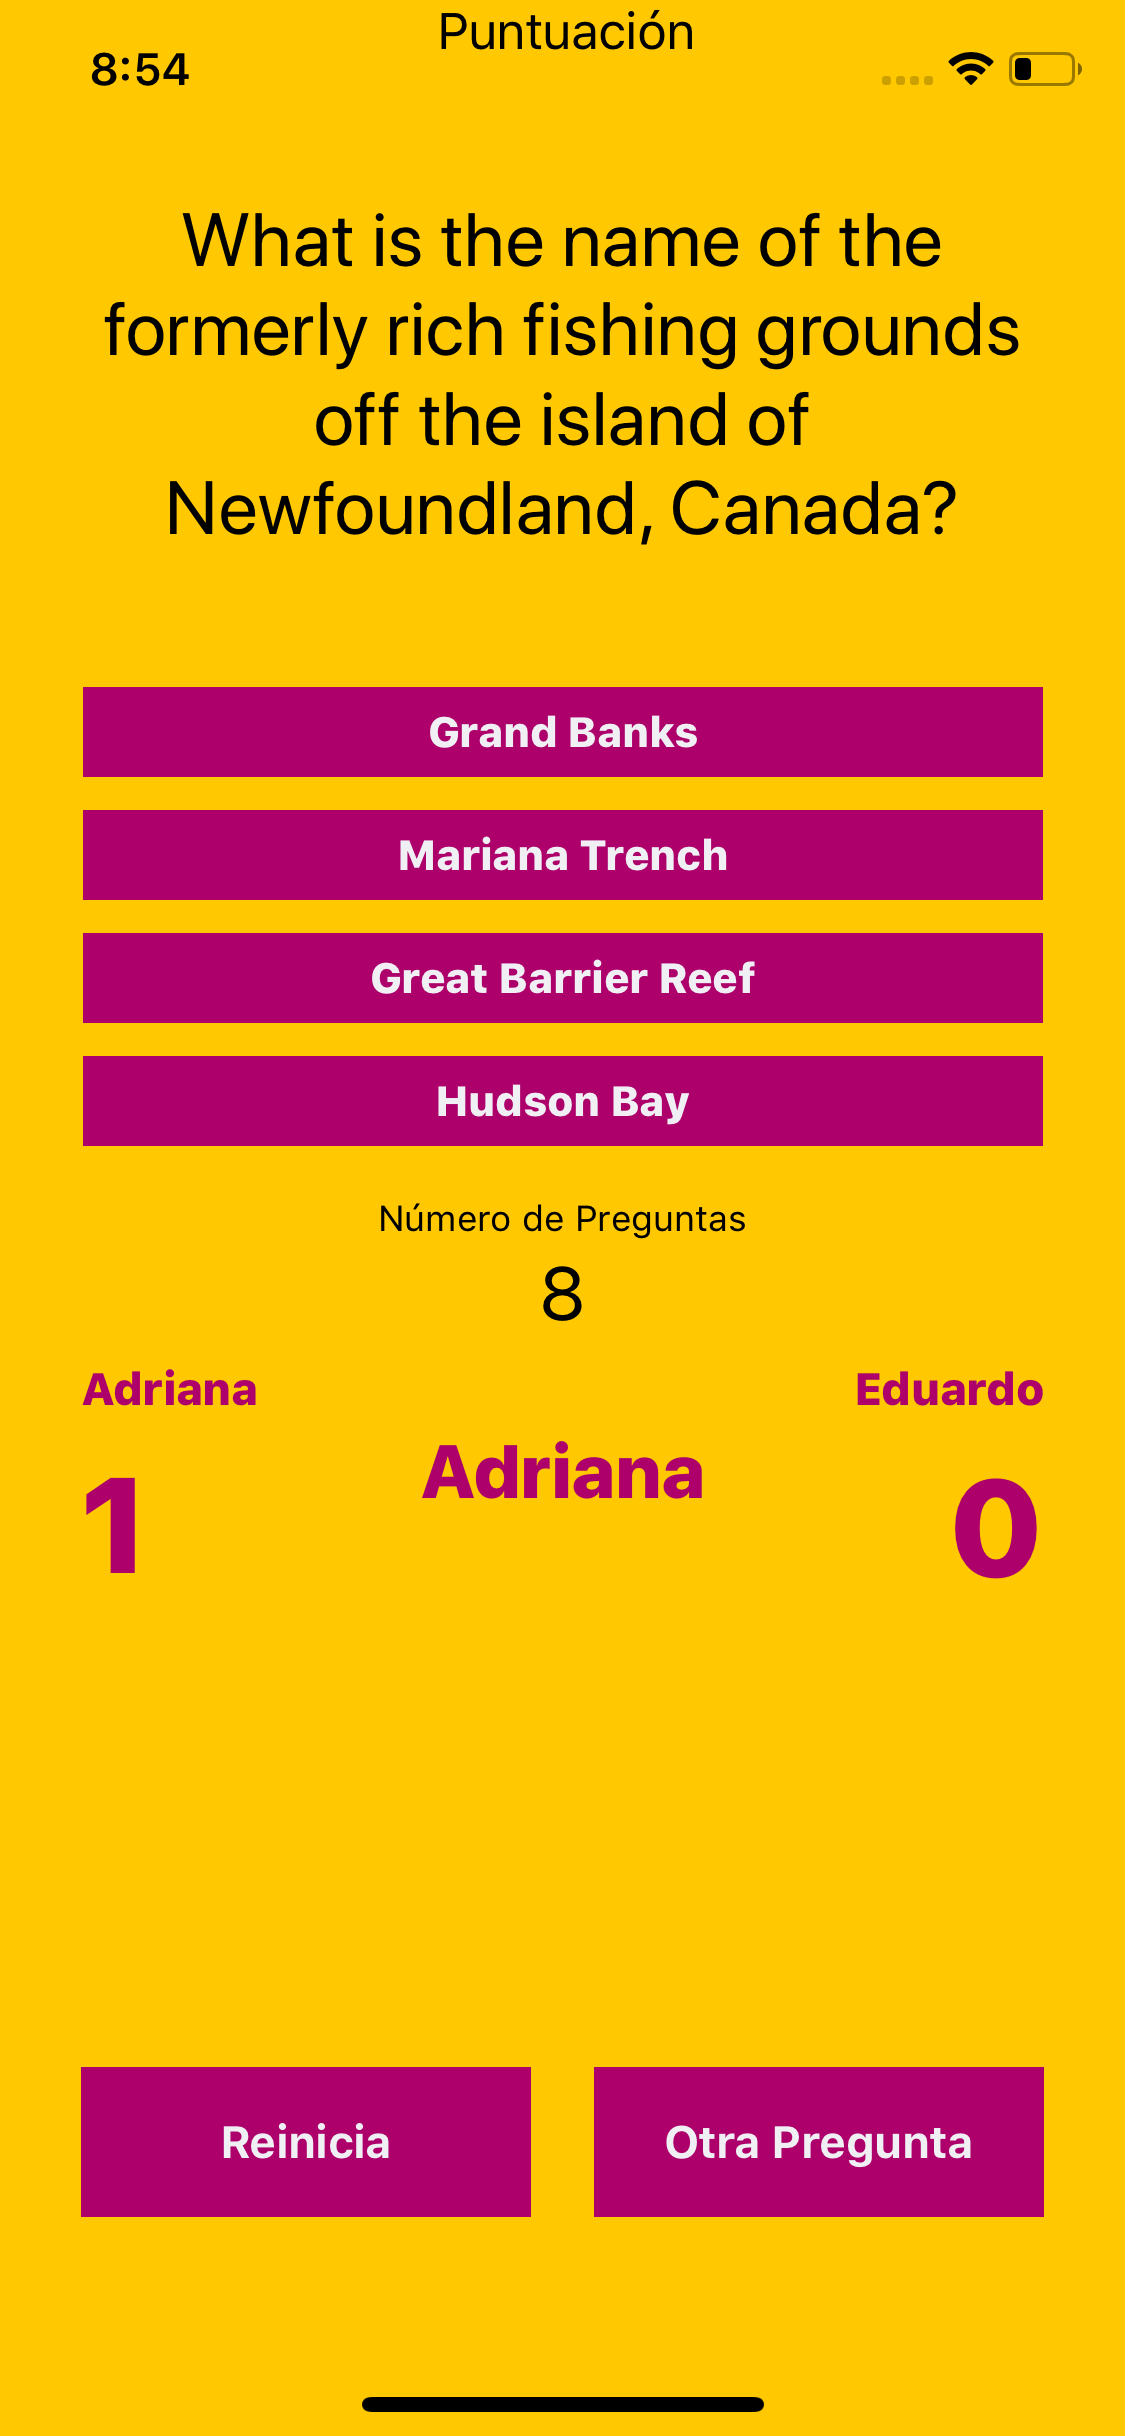 Puntuación
8:54
What is the name of the
formerly rich fishing grounds
off the island of
Newfoundland, Canada?
Grand Banks
Mariana Trench
Great Barrier Reef
Hudson Bay
Número de Preguntas
8
Adriana
Eduardo
Adriana
1
0
Reinicia
Otra Pregunta